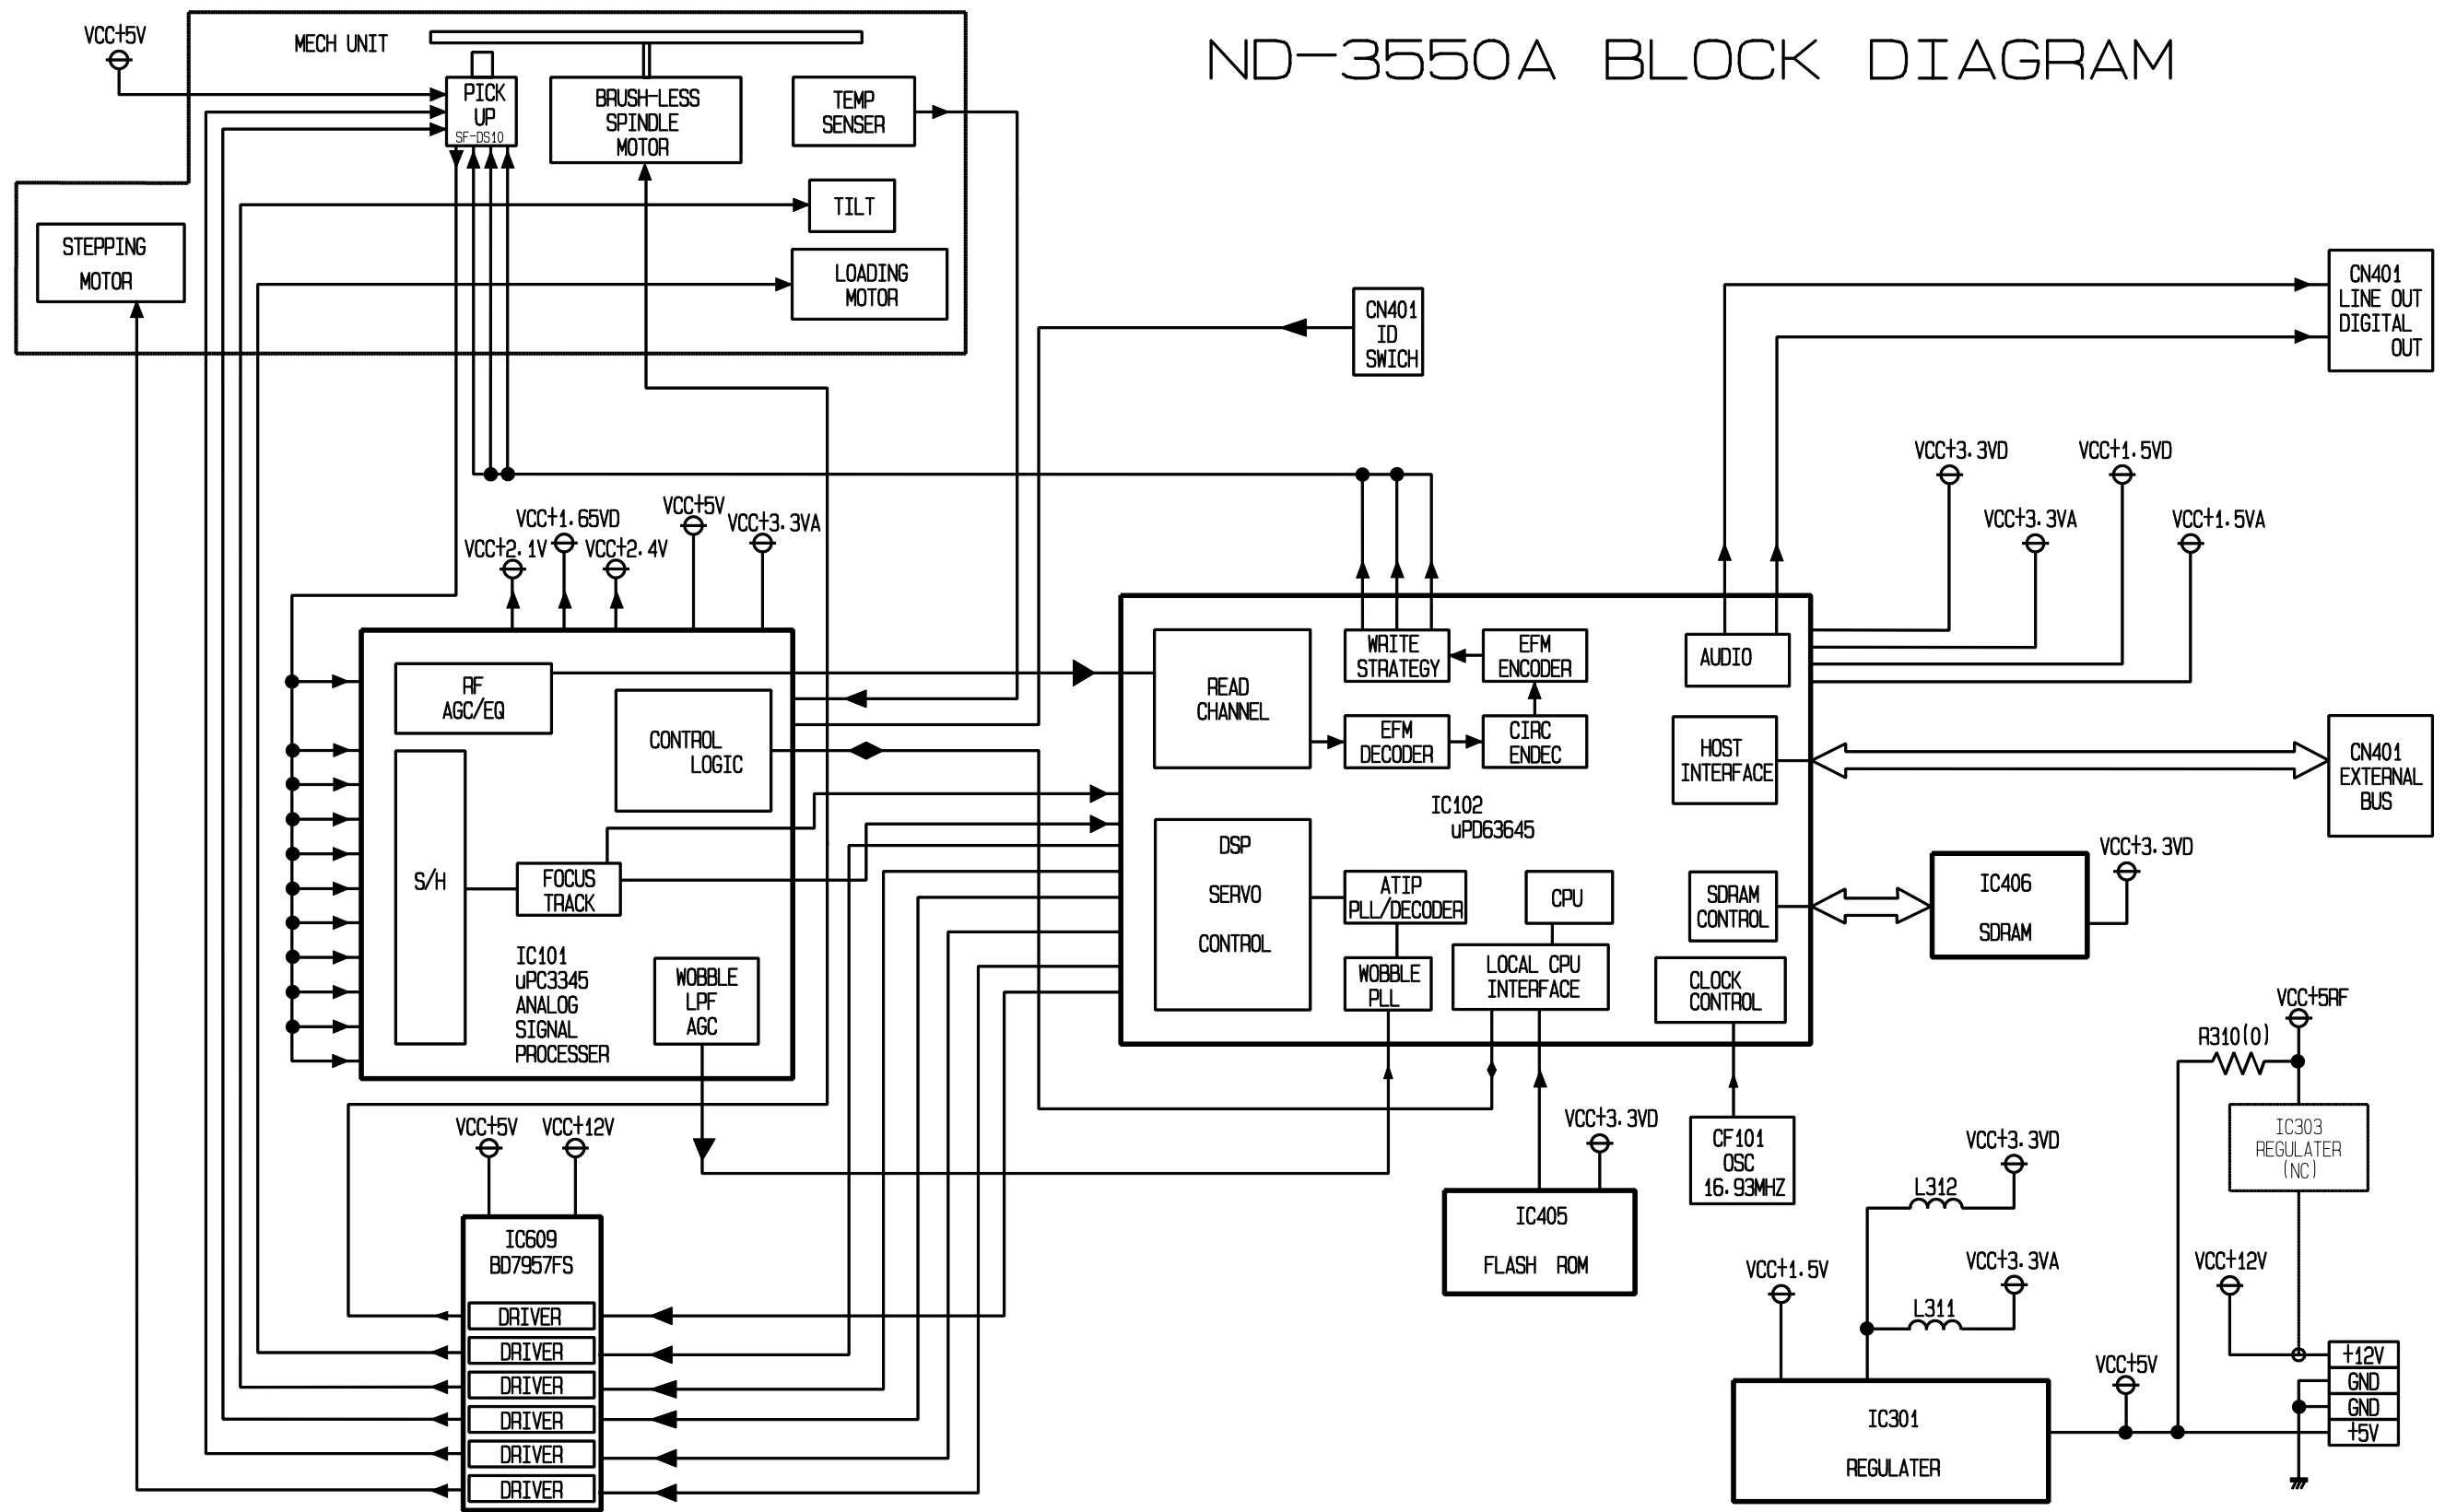 ND-3550A BLOCK DIAGRAM
VCC+5V
MECH UNIT
PICK
UP
SF-DS10
BRUSH-LESS
SPINDLE
MOTOR
TEMP
SENSER
TILT
STEPPING
MOTOR
LOADING
MOTOR
CN401
ID
SWICH
CN401
LINE OUT
DIGITAL
OUT
VCC+3.3VD
VCC+1.5VD
VCC+3.3VA
VCC+1.5VA
VCC+5V
VCC+1.65VD
VCC+3.3VA
VCC+2.1V
VCC+2.4V
RF
AGC/EQ
CONTROL
LOGIC
S/H
FOCUS
TRACK
IC101
uPC3345
ANALOG
SIGNAL
PROCESSER
WOBBLE
LPF
AGC
READ
CHANNEL
WRITE
STRATEGY
EFM
ENCODER
EFM
DECODER
CIRC
ENDEC
AUDIO
HOST
INTERFACE
IC102
uPD63645
DSP
SERVO
CONTROL
ATIP
PLL/DECODER
CPU
WOBBLE
PLL
LOCAL CPU
INTERFACE
SDRAM
CONTROL
CLOCK
CONTROL
CN401
EXTERNAL
BUS
IC406
SDRAM
VCC+3.3VD
VCC+5RF
R310(0)
IC303
REGULATER
(NC)
VCC+5V
VCC+12V
IC609
BD7957FS
DRIVER
DRIVER
DRIVER
DRIVER
DRIVER
DRIVER
VCC+3.3VD
IC405
FLASH ROM
CF101
OSC
16.93MHZ
VCC+3.3VD
L312
VCC+3.3VA
L311
VCC+1.5V
VCC+12V
VCC+5V
IC301
REGULATER
+12V
GND
GND
+5V